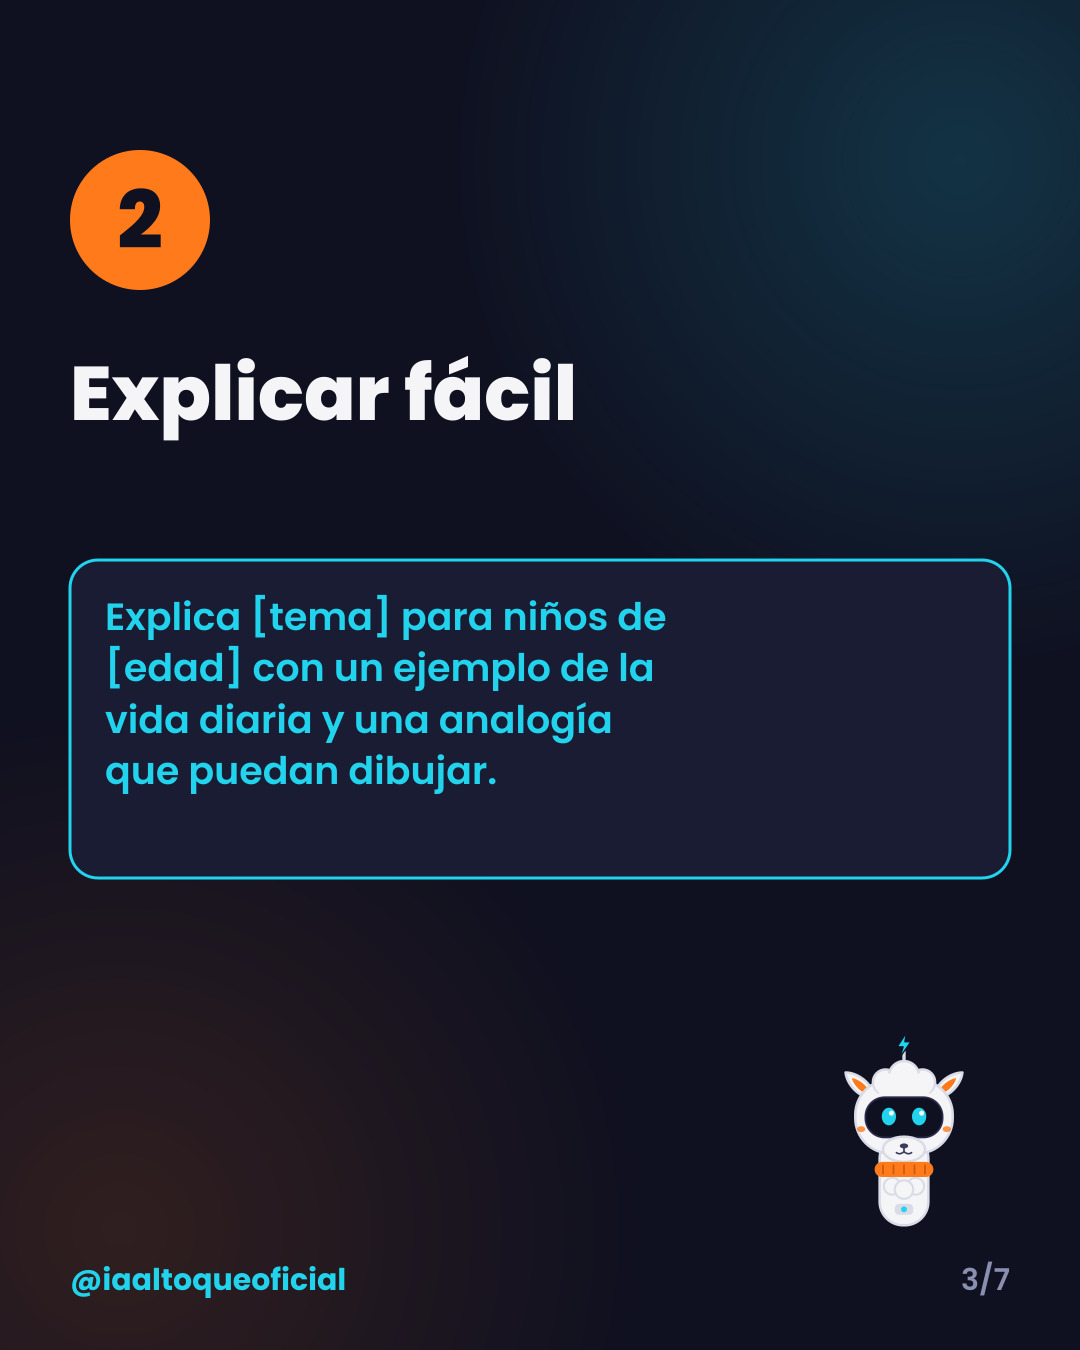 2
Explicar fácil
Explica [tema] para niños de
[edad] con un ejemplo de la
vida diaria y una analogía
que puedan dibujar.
@iaaltoqueoficial
3/7